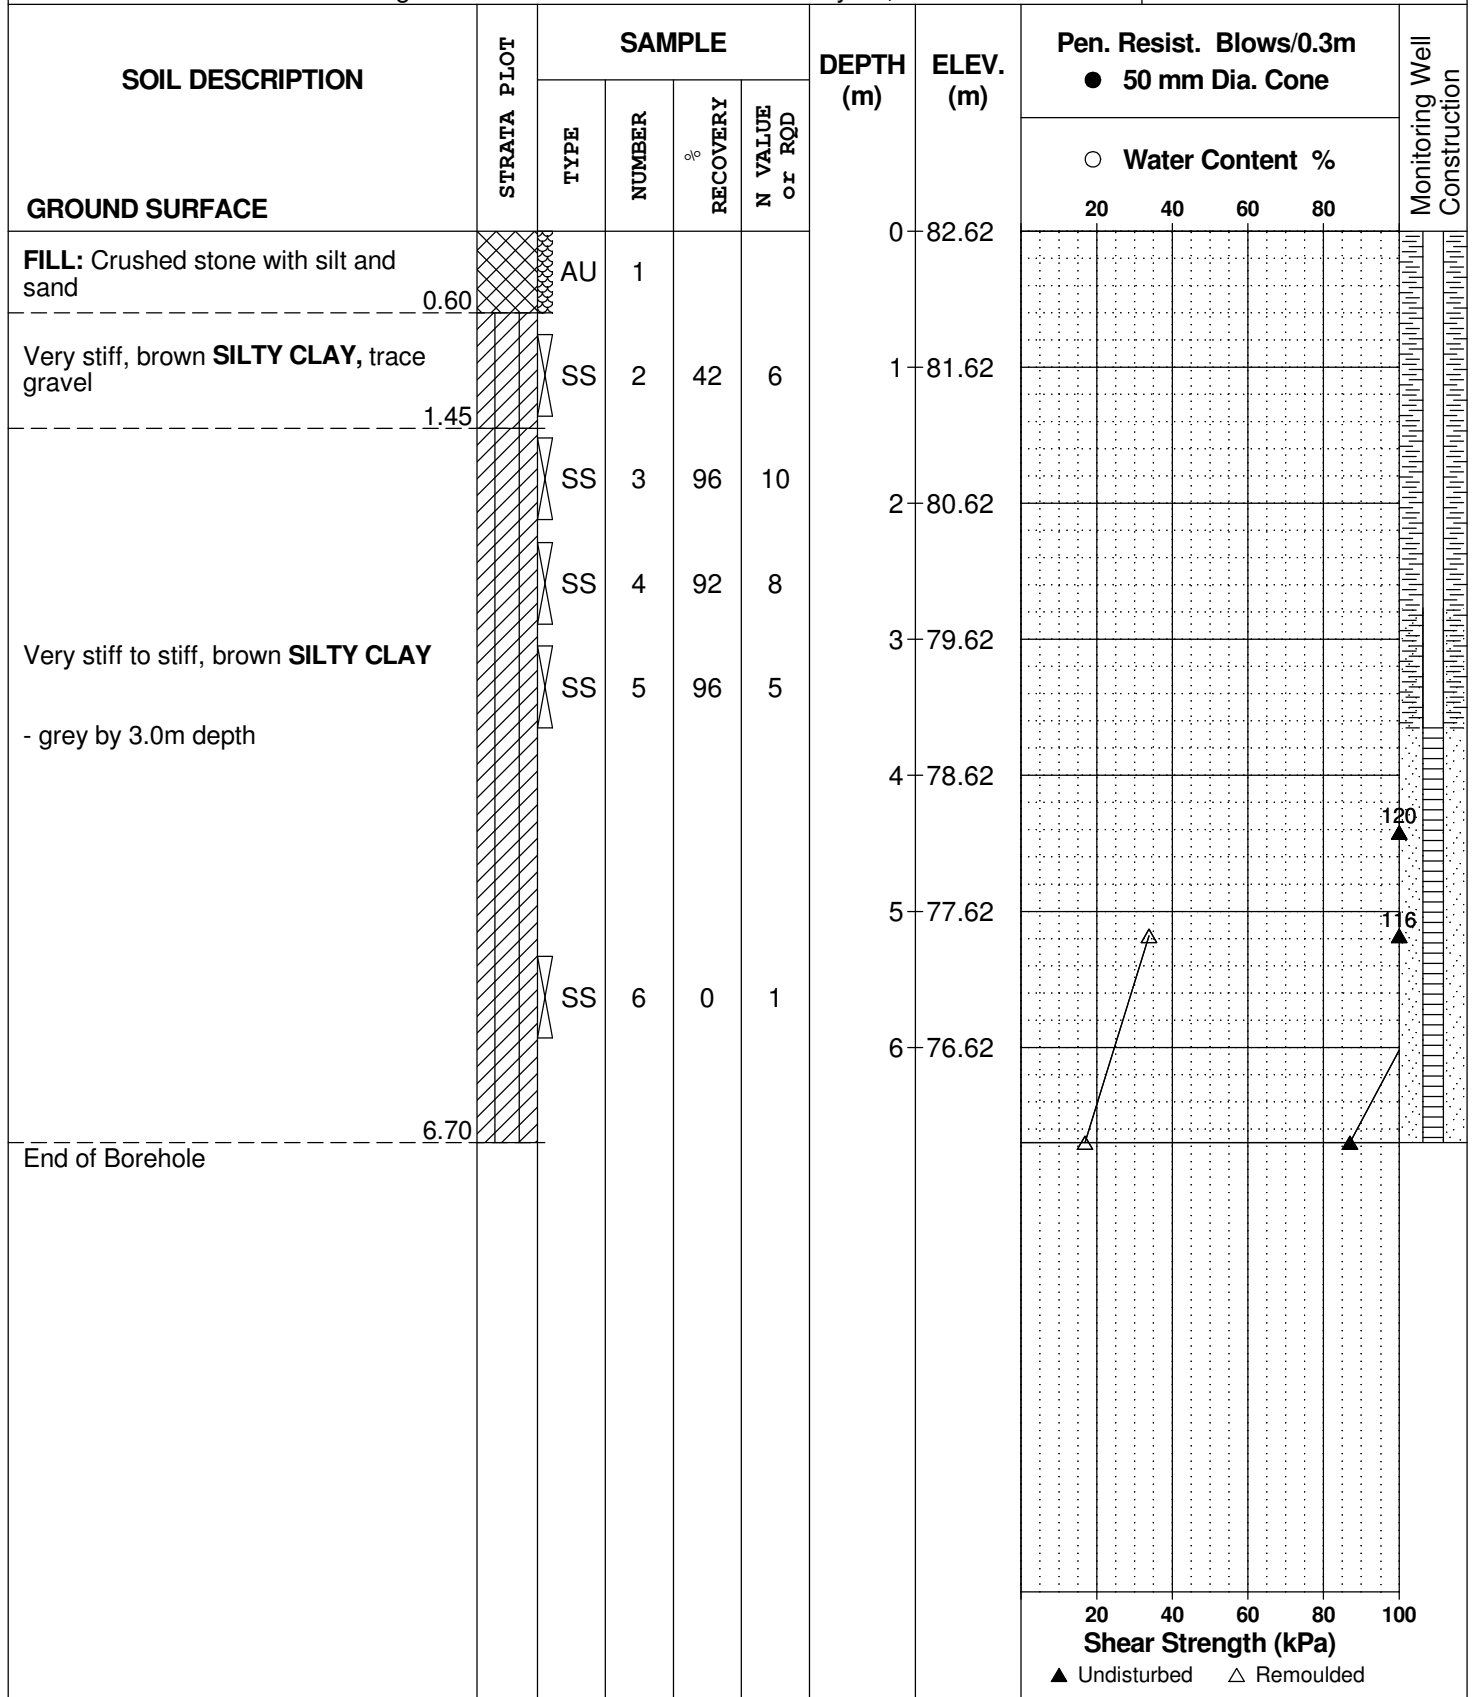 SOIL DESCRIPTION
GROUND SURFACE
STRATA PLOT
SAMPLE
TYPE
NUMBER
%
RECOVERY
N VALUE
or RQD
DEPTH
(m)
ELEV.
(m)
Pen. Resist. Blows/0.3m
● 50 mm Dia. Cone
○ Water Content %
20 40 60 80
Monitoring Well
Construction
0 82.62
FILL: Crushed stone with silt and
sand
0.60
AU 1
Very stiff, brown SILTY CLAY, trace
gravel
1.45
SS 2 42 6
1 81.62
SS 3 96 10
2 80.62
SS 4 92 8
3 79.62
Very stiff to stiff, brown SILTY CLAY
SS 5 96 5
- grey by 3.0m depth
4 78.62
120
5 77.62
116
SS 6 0 1
6 76.62
6.70
End of Borehole
20 40 60 80 100
Shear Strength (kPa)
▲ Undisturbed △ Remoulded